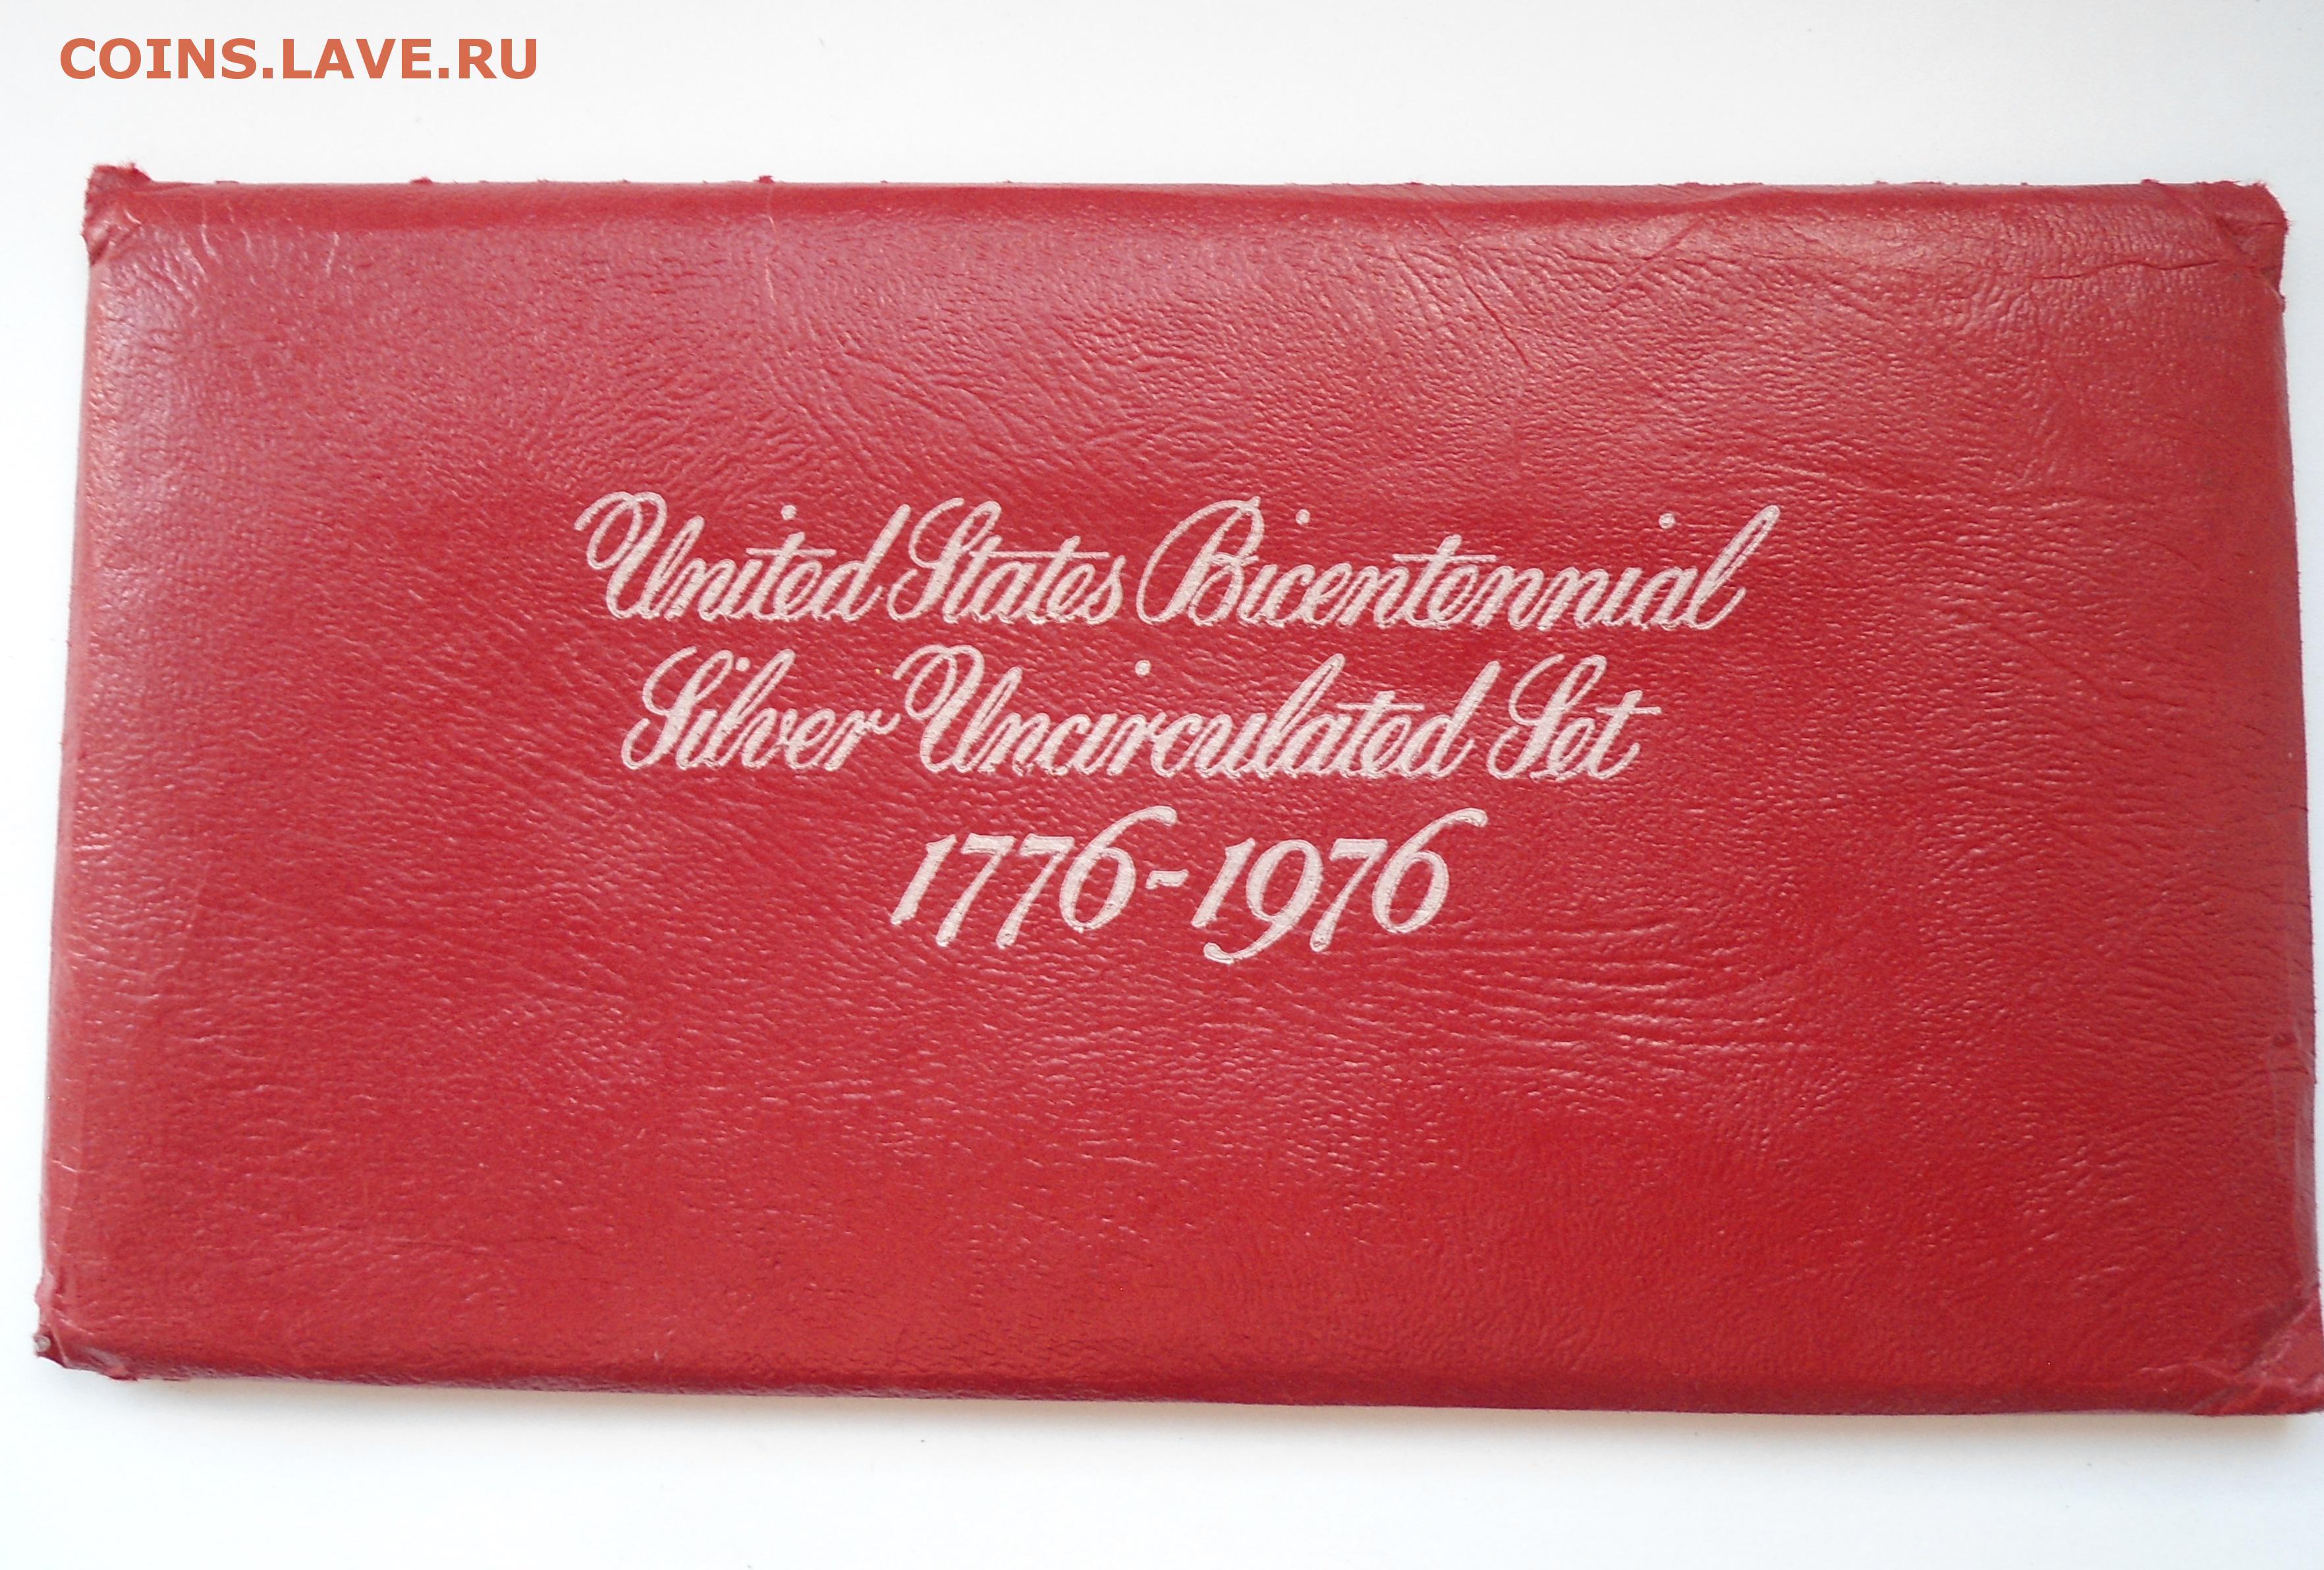 COINS.LAVE.RU
United States Bicentennial
Silver Uncirculated Set
1776-1976